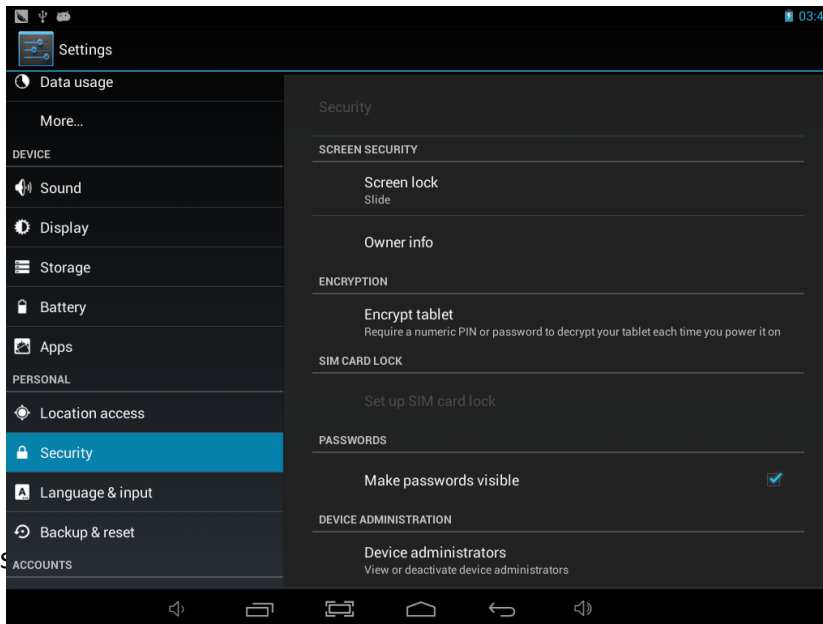 03:4
Settings
Data usage
More...
DEVICE
Sound
Display
Storage
Battery
Apps
PERSONAL
Location access
Security
Language & input
Backup & reset
ACCOUNTS
Security
SCREEN SECURITY
Screen lock
Slide
Owner info
ENCRYPTION
Encrypt tablet
Require a numeric PIN or password to decrypt your tablet each time you power it on
SIM CARD LOCK
Set up SIM card lock
PASSWORDS
Make passwords visible
DEVICE ADMINISTRATION
Device administrators
View or deactivate device administrators